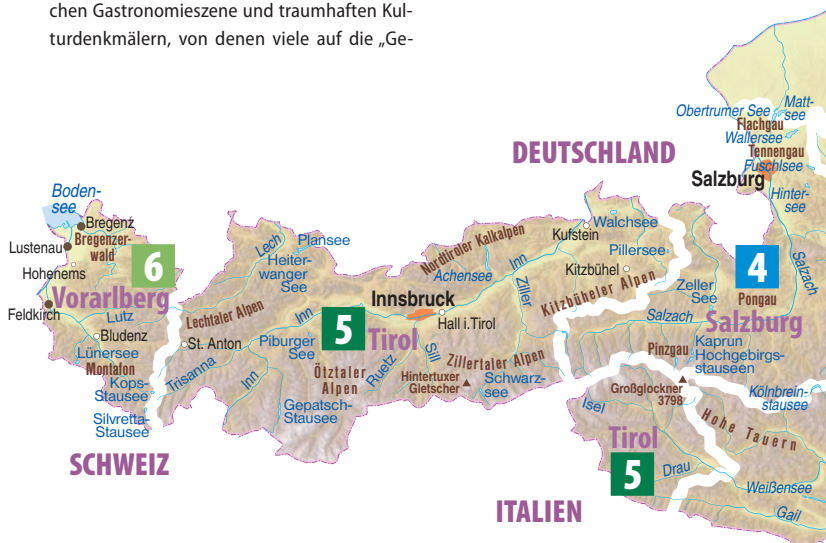 chen Gastronomieszene und traumhaften Kul-
turdenkmälern, von denen viele auf die „Ge-
Obertrumer See
Matt-
see
Flachgau
Wallersee
Tennengau
Fuschlsee
DEUTSCHLAND
Salzburg
Hinter-
see
Boden-
see
Bregenz
Lustenau
Bregenzer-
wald
Hohenems
6
Vorarlberg
Feldkirch
Lutz
Bludenz
Lünersee
Montafon
Kops-
Stausee
Silvretta-
Stausee
SCHWEIZ
Lech
Plansee
Heiter-
wanger
See
Lechtaler Alpen
St. Anton
Trisanna
Inn
Inn
Piburger
See
5
Tirol
Ötztaler
Alpen
Gepatsch-
Stausee
Ruetz
Sill
Innsbruck
Hall i. Tirol
Nordtiroler Kalkalpen
Achensee
Inn
Ziller
Zillertaler Alpen
Hintertuxer
Gletscher
Schwarz-
see
Kufstein
Walchsee
Pillersee
Kitzbühel
Kitzbüheler Alpen
4
Zeller
See
Pongau
Salzach
Salzach
Salzburg
Pinzgau
Kaprun
Hochgebirgs-
stauseen
Großglockner
3798
Kölnbrein-
stausee
Isel
Hohe Tauern
Tirol
5
Drau
Weißensee
Gail
ITALIEN